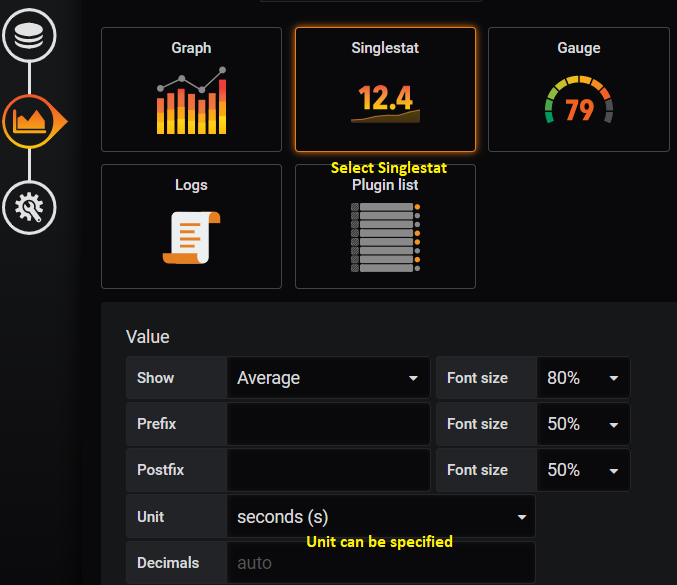 Graph
Singlestat
Gauge
12.4
79
Select Singlestat
Logs
Plugin list
Value
Show Average Font size 80%
Prefix Font size 50%
Postfix Font size 50%
Unit seconds (s)
Unit can be specified
Decimals auto